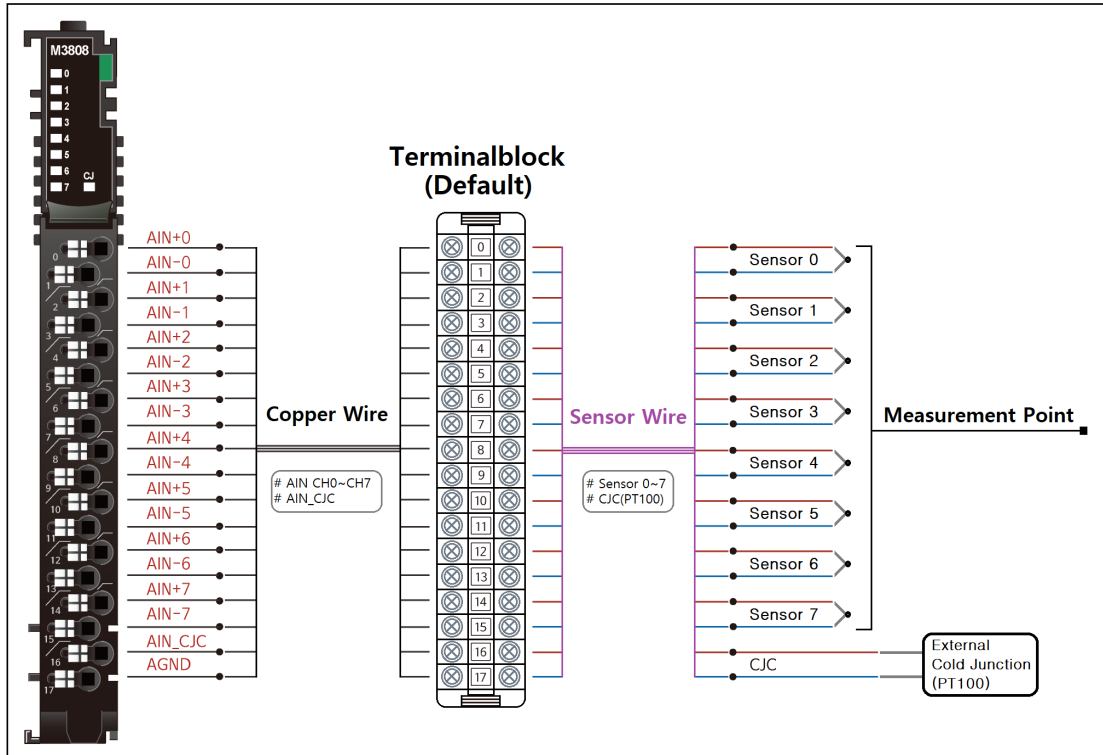 M3808
0
1
2
3
4
5
6
7 CJ
Terminalblock
(Default)
0
1
2
3
4
5
6
7
8
9
10
11
12
13
14
15
16
17
AIN+0
AIN-0
AIN+1
AIN-1
AIN+2
AIN-2
AIN+3
AIN-3
AIN+4
AIN-4
AIN+5
AIN-5
AIN+6
AIN-6
AIN+7
AIN-7
AIN_CJC
AGND
Copper Wire
# AIN CH0~CH7
# AIN_CJC
0
1
2
3
4
5
6
7
8
9
10
11
12
13
14
15
16
17
Sensor Wire
# Sensor 0~7
# CJC(PT100)
Sensor 0
Sensor 1
Sensor 2
Sensor 3
Sensor 4
Sensor 5
Sensor 6
Sensor 7
CJC
Measurement Point
External
Cold Junction
(PT100)